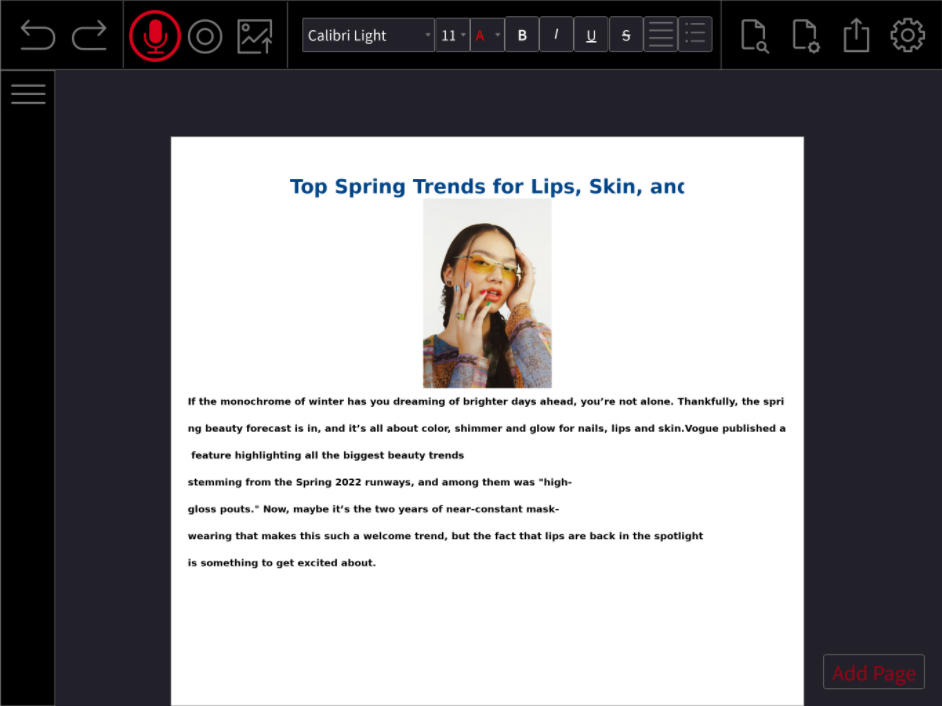 Calibri Light 11 A B I U S
Top Spring Trends for Lips, Skin, and
If the monochrome of winter has you dreaming of brighter days ahead, you’re not alone. Thankfully, the spri
ng beauty forecast is in, and it’s all about color, shimmer and glow for nails, lips and skin.Vogue published a
feature highlighting all the biggest beauty trends
stemming from the Spring 2022 runways, and among them was "high-
gloss pouts." Now, maybe it’s the two years of near-constant mask-
wearing that makes this such a welcome trend, but the fact that lips are back in the spotlight
is something to get excited about.
Add Page